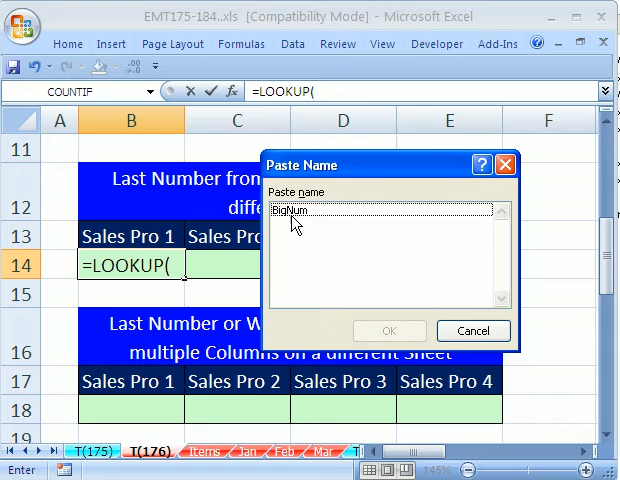 EMT175-184..xls [Compatibility Mode] - Microsoft Excel
Home Insert Page Layout Formulas Data Review View Developer Add-Ins
COUNTIF fx =LOOKUP(
A B C D E F
11
12 Last Number from
diffe
13 Sales Pro 1 Sales Pro
14 =LOOKUP(
15
16 Last Number or W
multiple Columns on a different Sheet
17 Sales Pro 1 Sales Pro 2 Sales Pro 3 Sales Pro 4
18
19
Paste Name
Paste name
BigNum
OK Cancel
T(175) T(176) Items Jan Feb Mar T
Enter 145%